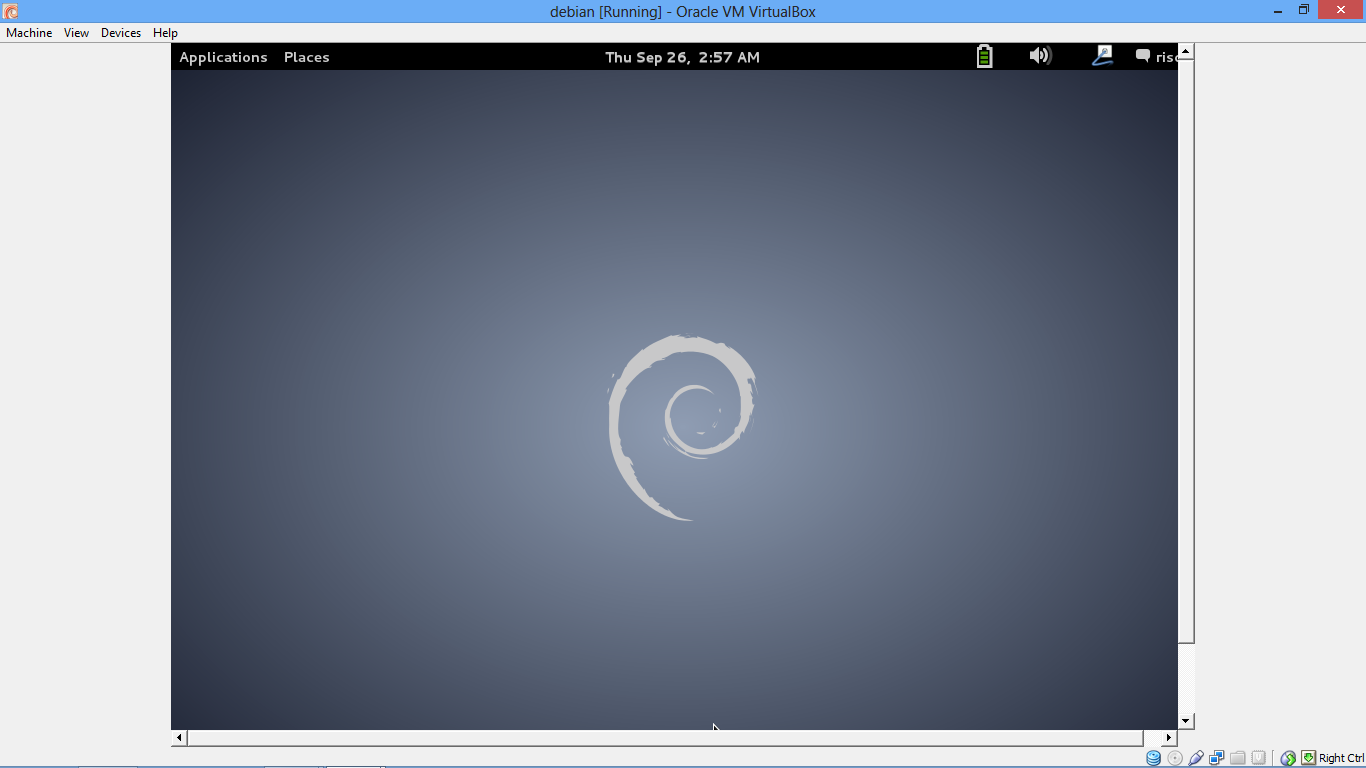 debian [Running] - Oracle VM VirtualBox
Machine View Devices Help
Applications Places Thu Sep 26, 2:57 AM
Right Ctrl